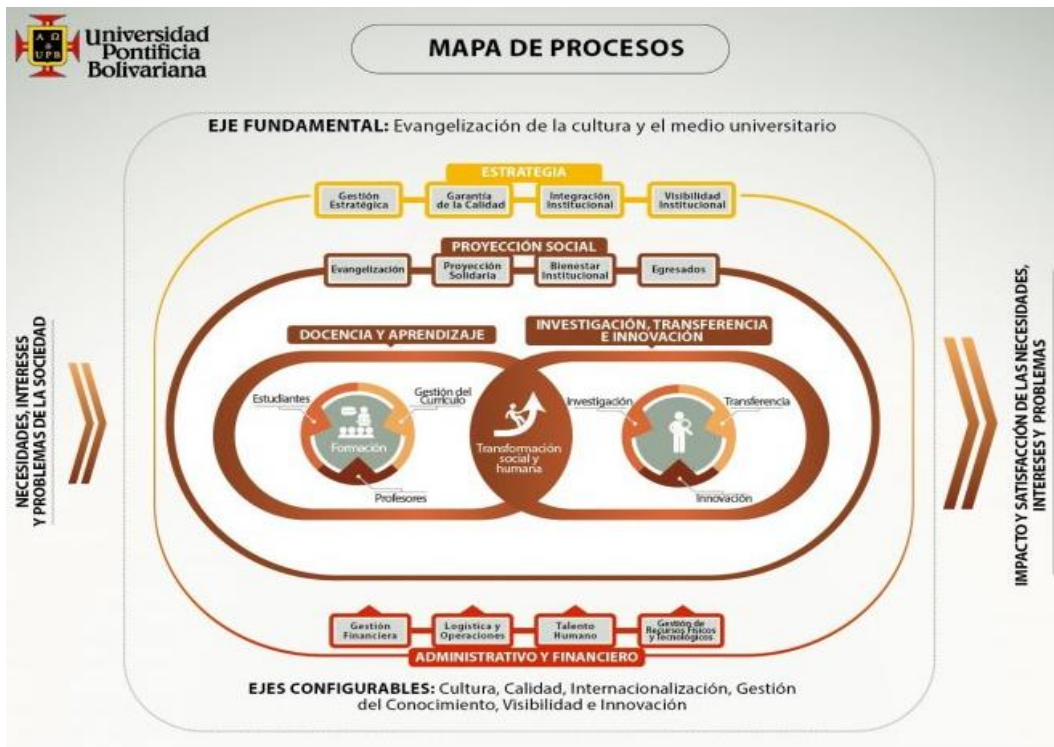 Universidad
Pontificia
Bolivariana
Α Ω
UPB
MAPA DE PROCESOS
EJE FUNDAMENTAL: Evangelización de la cultura y el medio universitario
ESTRATEGIA
Gestión
Estratégica
Garantía
de la Calidad
Integración
Institucional
Visibilidad
Institucional
PROYECCIÓN SOCIAL
Evangelización
Proyección
Solidaria
Bienestar
Institucional
Egresados
NECESIDADES, INTERESES
Y PROBLEMAS DE LA SOCIEDAD
DOCENCIA Y APRENDIZAJE
Estudiantes
Gestión del
Currículo
Formación
Profesores
Transformación
social y
humana
INVESTIGACIÓN, TRANSFERENCIA
E INNOVACIÓN
Investigación
Transferencia
Innovación
IMPACTO Y SATISFACCIÓN DE LAS NECESIDADES,
INTERESES Y PROBLEMAS
Gestión
Financiera
Logística y
Operaciones
Talento
Humano
Gestión de
Recursos Físicos
y Tecnológicos
ADMINISTRATIVO Y FINANCIERO
EJES CONFIGURABLES: Cultura, Calidad, Internacionalización, Gestión
del Conocimiento, Visibilidad e Innovación